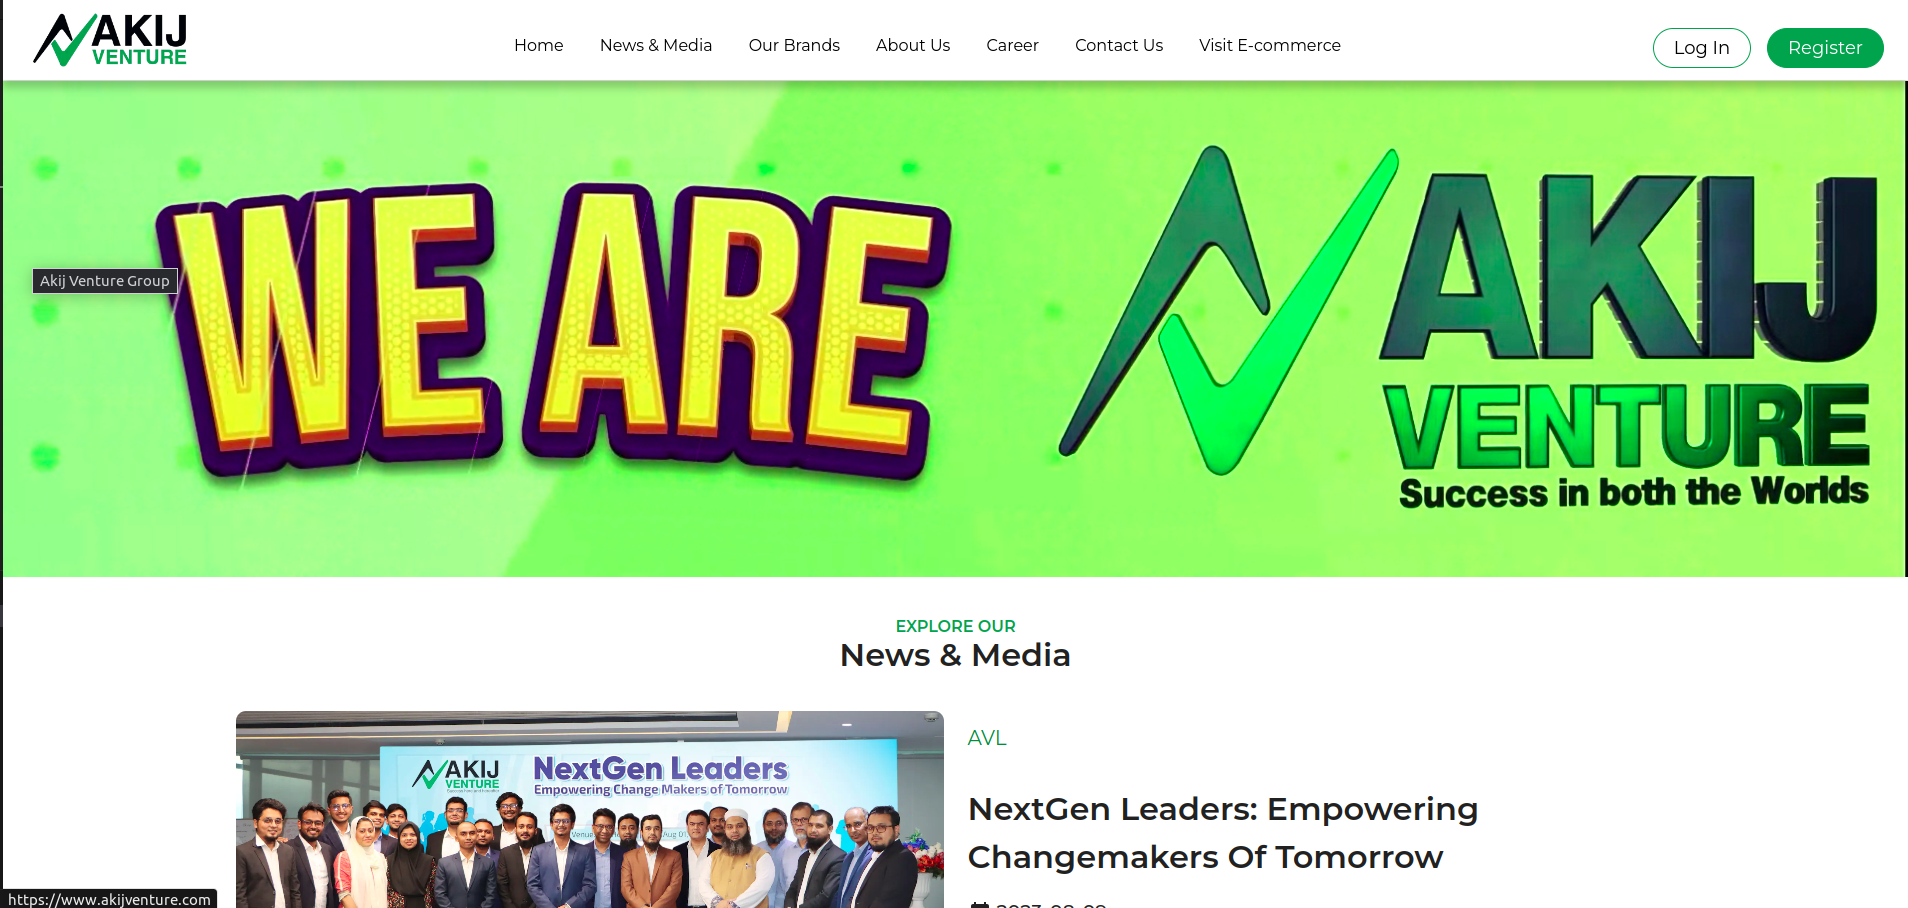 AKIJ
VENTURE
Home News & Media Our Brands About Us Career Contact Us Visit E-commerce
Log In Register
WE ARE
AKIJ
VENTURE
Success in both the Worlds
Akij Venture Group
EXPLORE OUR
News & Media
AKIJ
VENTURE
NextGen Leaders
Empowering Change Makers of Tomorrow
AVL
NextGen Leaders: Empowering
Changemakers Of Tomorrow
https://www.akijventure.com